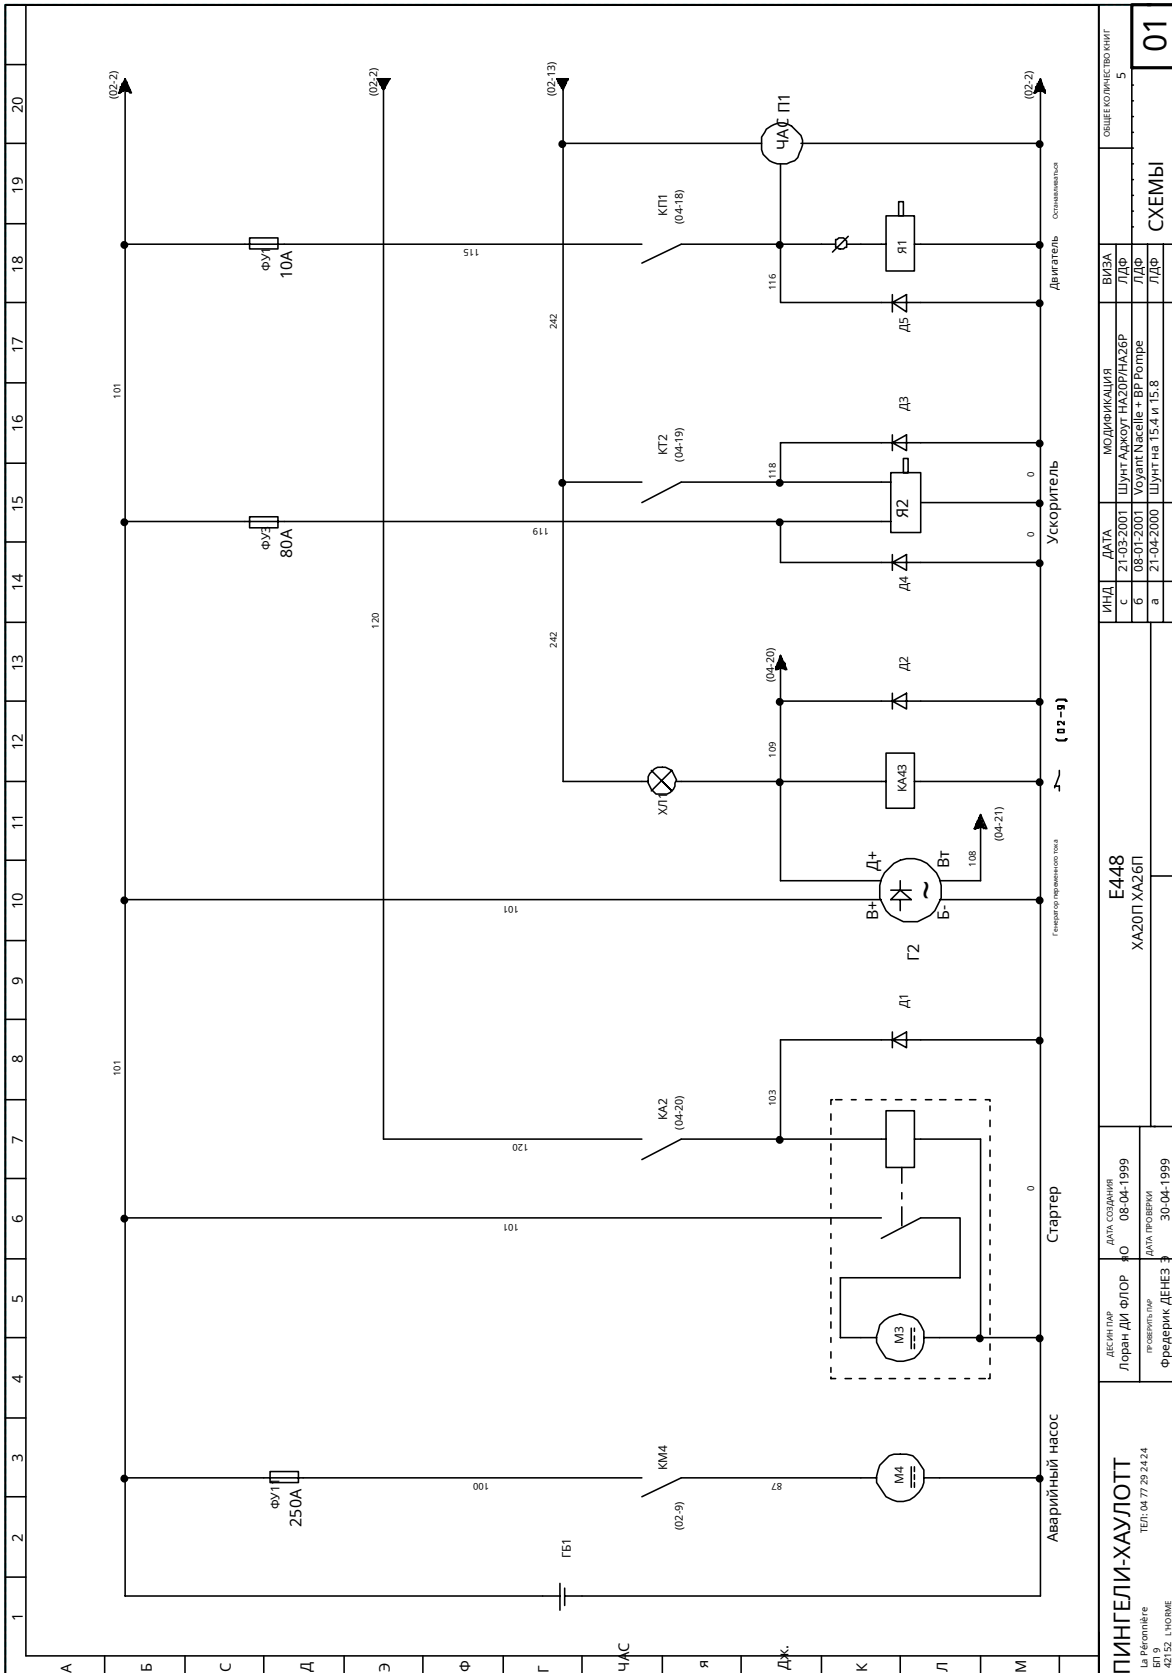 1 2 3 4 5 6 7 8 9 10 11 12 13 14 15 16 17 18 19 20
А
Б
С
Д
Э
Ф
Г
ЧАС
Я
Дж.
К
Л
М
(02-2)
(02-2)
(02-13)
(02-2)
101
101
ФУ11
250А
100
КМ4
(02-9)
87
М4
ГБ1
Аварийный насос
101
120
120
КА2
(04-20)
103
М3
0
Стартер
Д1
101
Г2
В+
Д+
Б-
Вт
108
(04-21)
Генератор переменного тока
ХЛ1
109
(04-20)
КА43
Д2
(02-9)
242
242
ФУ3
80А
119
КТ2
(04-19)
118
Я2
Д4
Д3
0
0
Ускоритель
ФУ1
10А
115
КП1
(04-18)
116
Я1
Д5
ЧАС П1
Двигатель
Останавливаться
ПИНГЕЛИ-ХАУЛОТТ
La Péronnière
БП 9
42152 L'HORME
ТЕЛ: 04 77 29 24 24
ДЕСИН ПАР
Лоран ДИ ФЛОР
ЯО
ДАТА СОЗДАНИЯ
08-04-1999
ПРОВЕРИТЬ ПАР
Фредерик ДЕНЕЗ
Э
ДАТА ПРОВЕРКИ
30-04-1999
Е448
ХА20П ХА26П
ИНД ДАТА МОДИФИКАЦИЯ ВИЗА
с 21-03-2001 Шунт Аджоут НА20Р/НА26Р ЛДФ
б 08-01-2001 Voyant Nacelle + BP Pompe ЛДФ
а 21-04-2000 Шунт на 15.4 и 15.8 ЛДФ
СХЕМЫ
ОБЩЕЕ КОЛИЧЕСТВО КНИГ
5
01